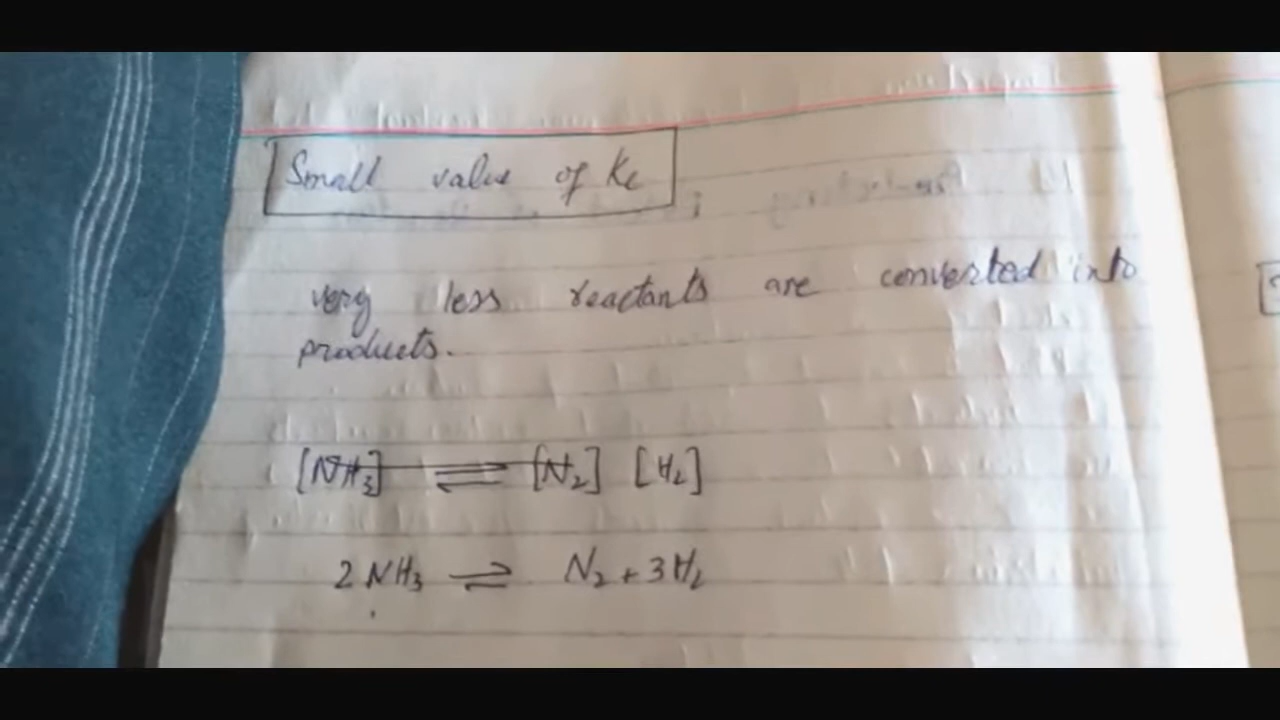 Small value of Kc
very less reactants are converted into
products.
[NH3] ⇌ [N2] [H2]
2NH3 ⇌ N2 + 3H2